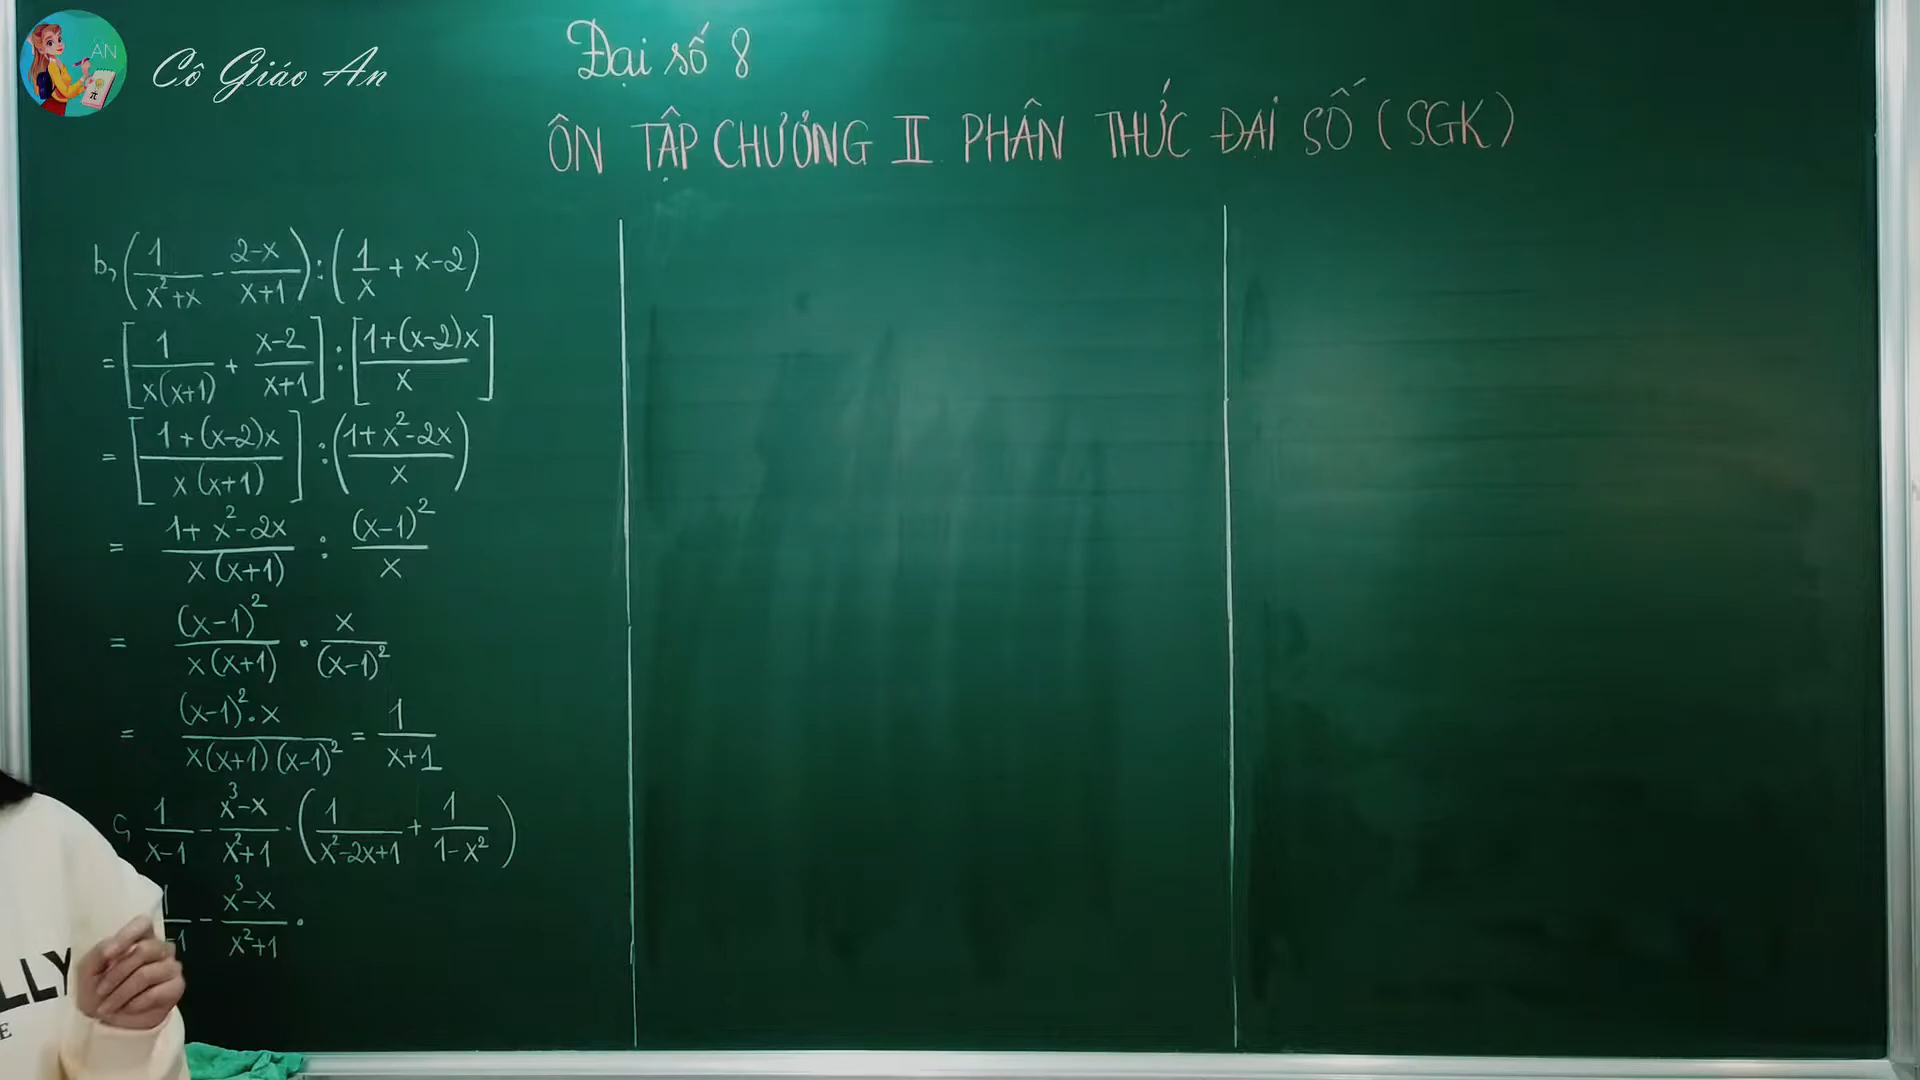 AN
Cô Giáo An
Đại số 8
ÔN TẬP CHƯƠNG II PHÂN THỨC ĐẠI SỐ (SGK)
b, (1/(x²+x) - (2-x)/(x+1)) : (1/x + x-2)
= [1/(x(x+1)) + (x-2)/(x+1)] : [(1+(x-2)x)/x]
= [(1+(x-2)x)/(x(x+1))] : ((1+x²-2x)/x)
= (1+x²-2x)/(x(x+1)) : (x-1)²/x
= (x-1)²/(x(x+1)) · x/(x-1)²
= ((x-1)².x)/(x(x+1)(x-1)²) = 1/(x+1)
c, 1/(x-1) - (x³-x)/(x²+1) · (1/(x²-2x+1) + 1/(1-x²))
- (x³-x)/(x²+1) ·
LLY
E